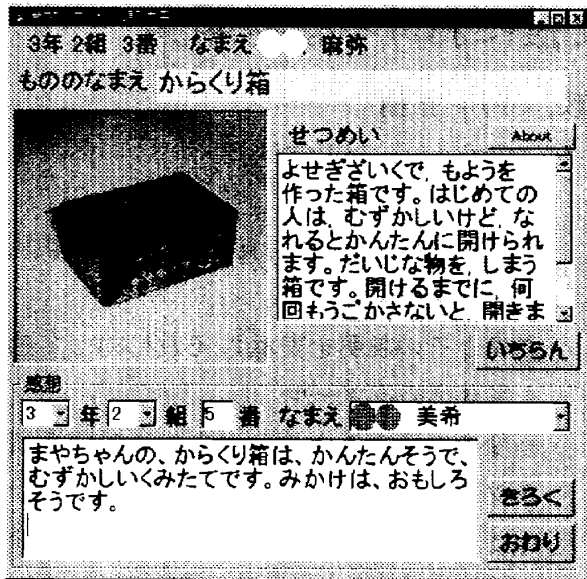 3年 2組 3番 なまえ 麻弥
もののなまえ からくり箱
せつめい About
よせぎざいくで，もようを
作った箱です。はじめての
人は，むずかしいけど，な
れるとかんたんに開けられ
ます。だいじな物を，しまう
箱です。開けるまでに，何
回もうごかさないと，開きま
いちらん
感想
3 年 2 組 5 番 なまえ 美希
まやちゃんの、からくり箱は、かんたんそうで、
むずかしいくみたてです。みかけは、おもしろ
そうです。
きろく
おわり